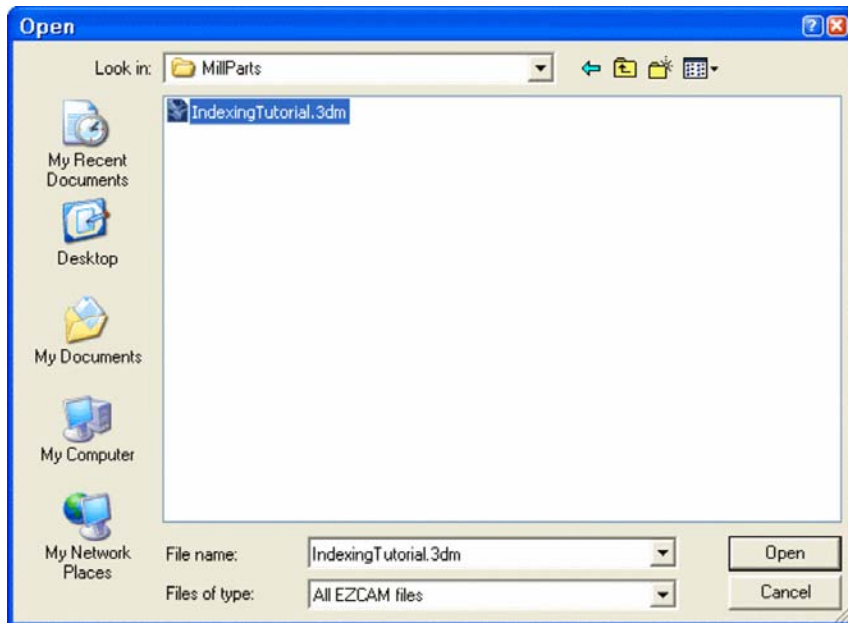 Open
Look in: MillParts
IndexingTutorial.3dm
My Recent
Documents
Desktop
My Documents
My Computer
My Network
Places
File name: IndexingTutorial.3dm Open
Files of type: All EZCAM files Cancel